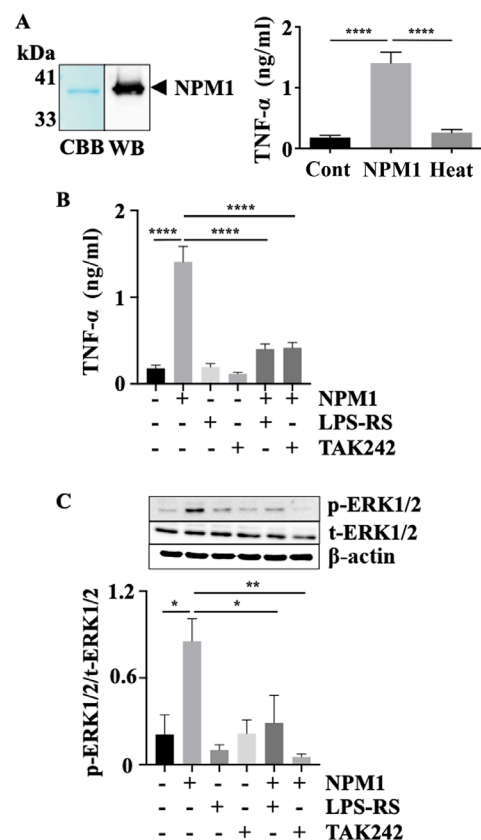 A
kDa
41
33
NPM1
CBB WB
TNF-α (ng/ml)
2
1
0
**** ****
Cont NPM1 Heat
B
TNF-α (ng/ml)
2
1
0
****
**** ****
- + - - + + NPM1
- - + - + - LPS-RS
- - - + - + TAK242
C
p-ERK1/2
t-ERK1/2
β-actin
p-ERK1/2/t-ERK1/2
1.2
0.6
0
**
* *
- + - - + + NPM1
- - + - + - LPS-RS
- - - + - + TAK242